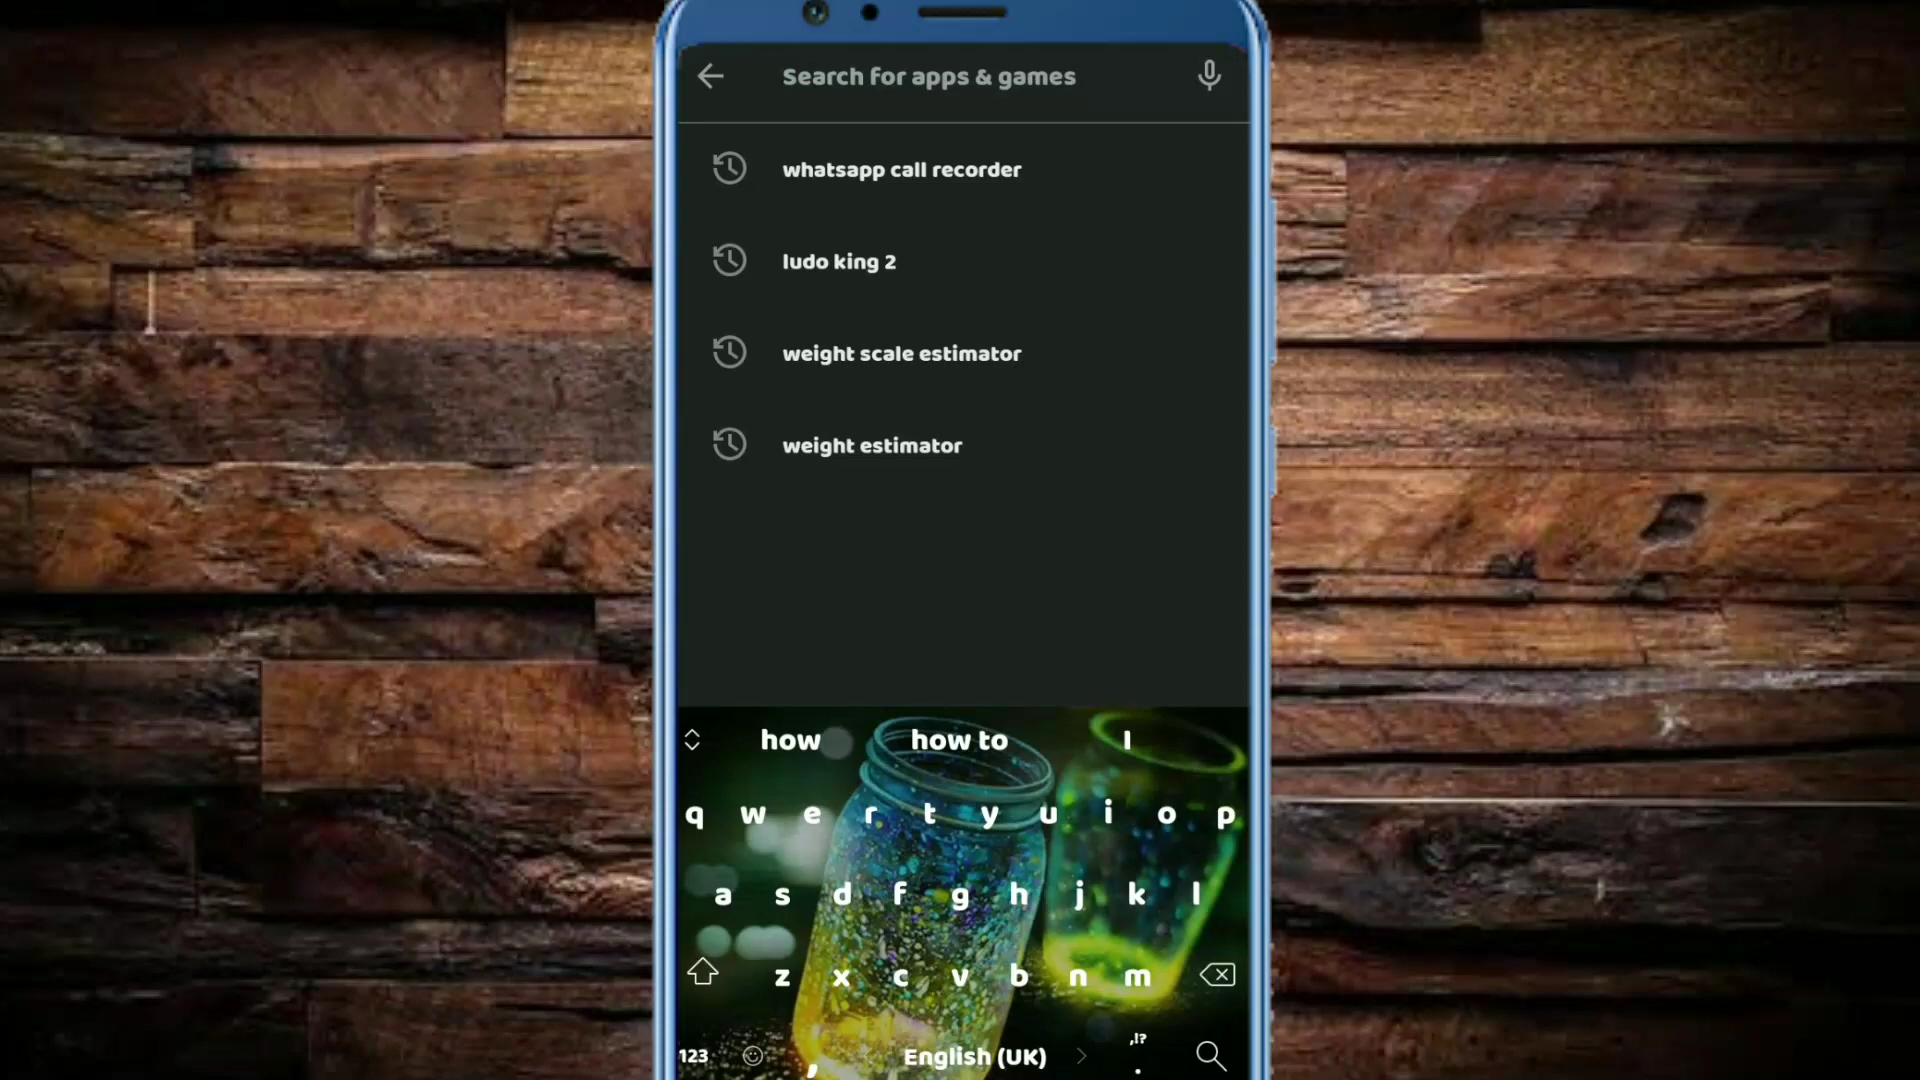 Search for apps & games
whatsapp call recorder
ludo king 2
weight scale estimator
weight estimator
how how to I
q w e r t y u i o p
a s d f g h j k l
z x c v b n m
,!?
123 , English (UK) .